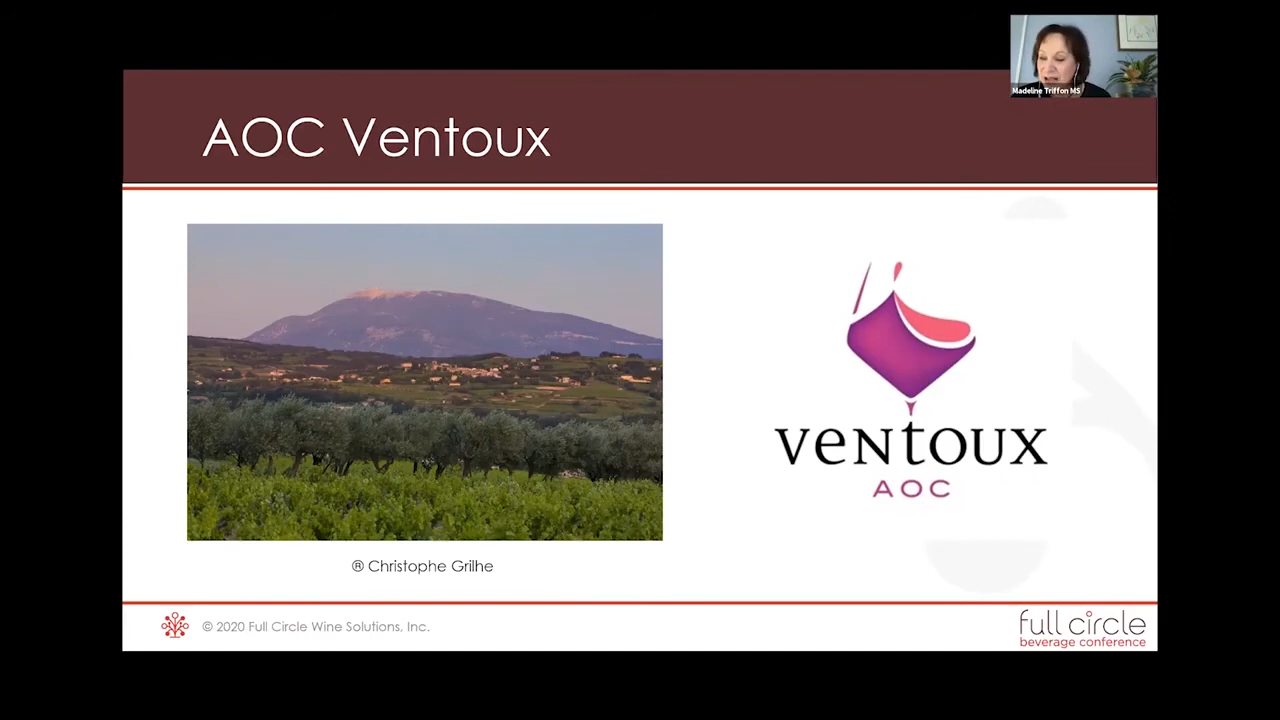 Madeline Triffon MS
AOC Ventoux
ventoux
AOC
® Christophe Grilhe
© 2020 Full Circle Wine Solutions, Inc.
full circle
beverage conference